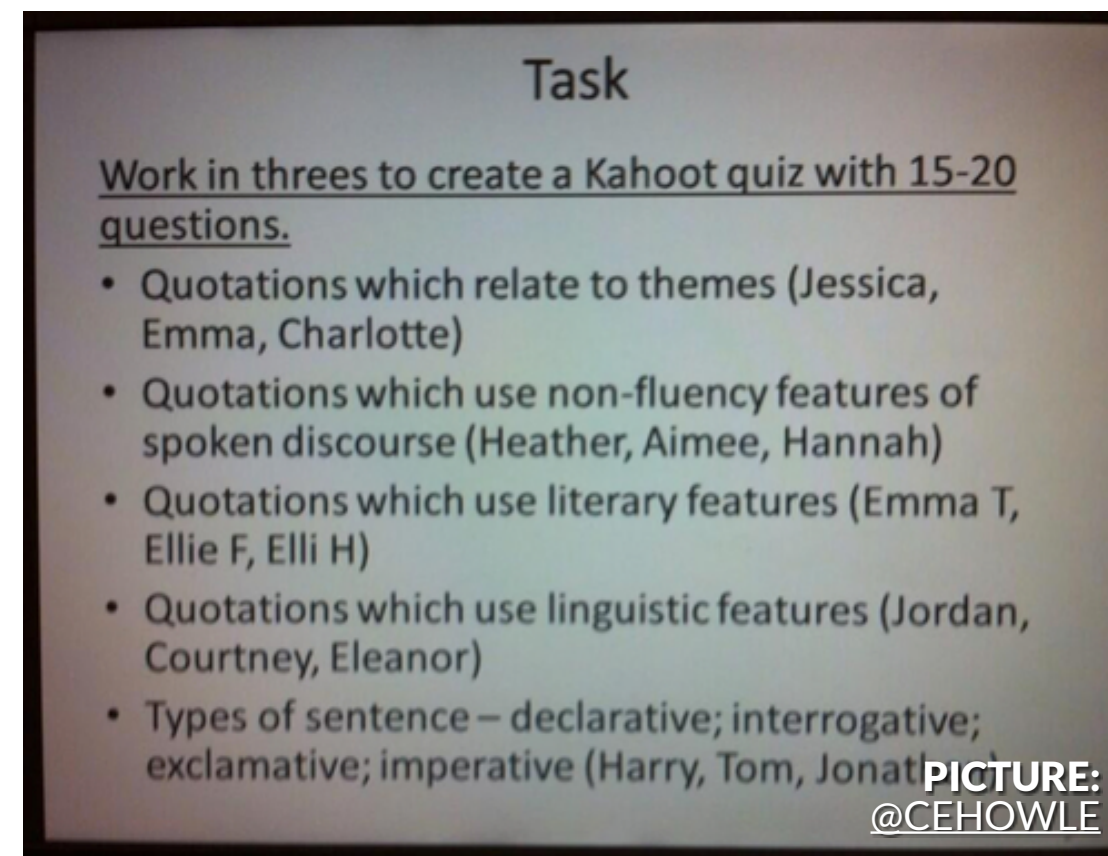 Task
Work in threes to create a Kahoot quiz with 15-20
questions.
• Quotations which relate to themes (Jessica,
Emma, Charlotte)
• Quotations which use non-fluency features of
spoken discourse (Heather, Aimee, Hannah)
• Quotations which use literary features (Emma T,
Ellie F, Elli H)
• Quotations which use linguistic features (Jordan,
Courtney, Eleanor)
• Types of sentence – declarative; interrogative;
exclamative; imperative (Harry, Tom,
PICTURE:
@CEHOWLE